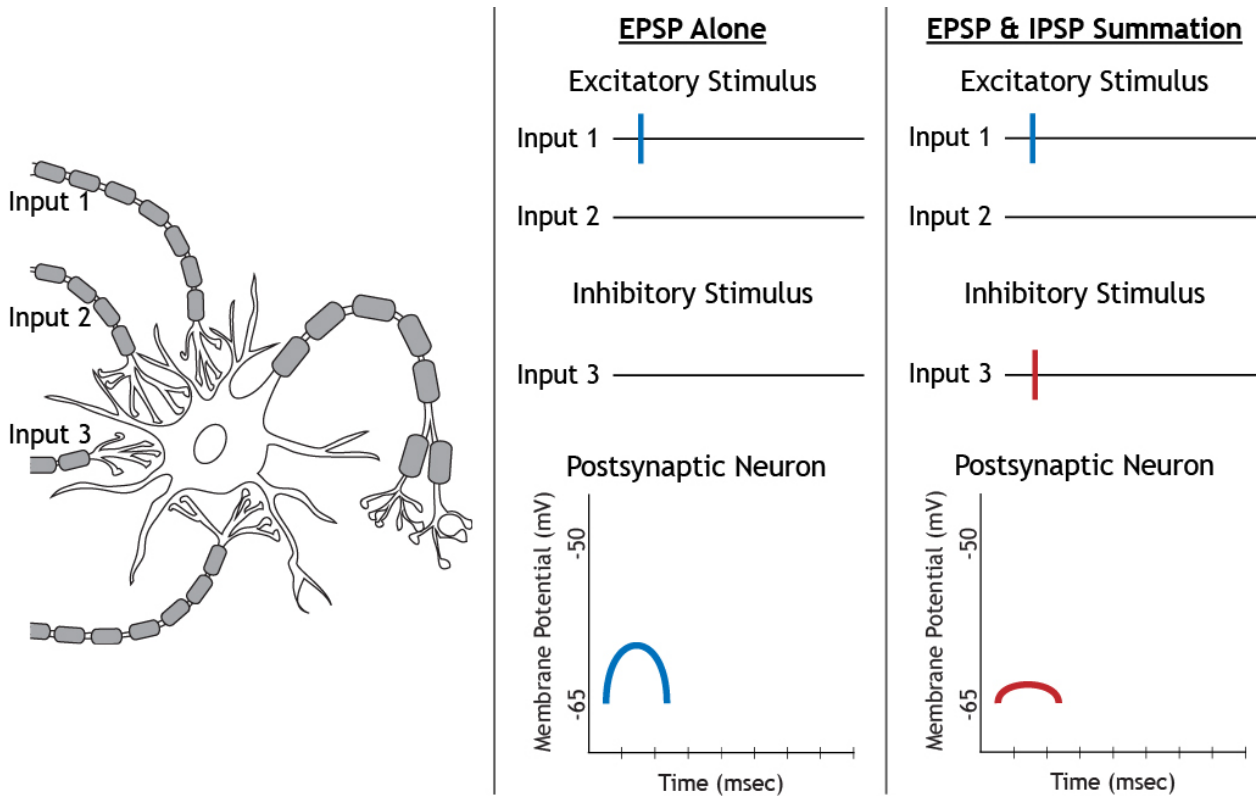 Input 1
Input 2
Input 3
EPSP Alone
Excitatory Stimulus
Input 1
Input 2
Inhibitory Stimulus
Input 3
Postsynaptic Neuron
Membrane Potential (mV)
-50
-65
Time (msec)
EPSP & IPSP Summation
Excitatory Stimulus
Input 1
Input 2
Inhibitory Stimulus
Input 3
Postsynaptic Neuron
Membrane Potential (mV)
-50
-65
Time (msec)